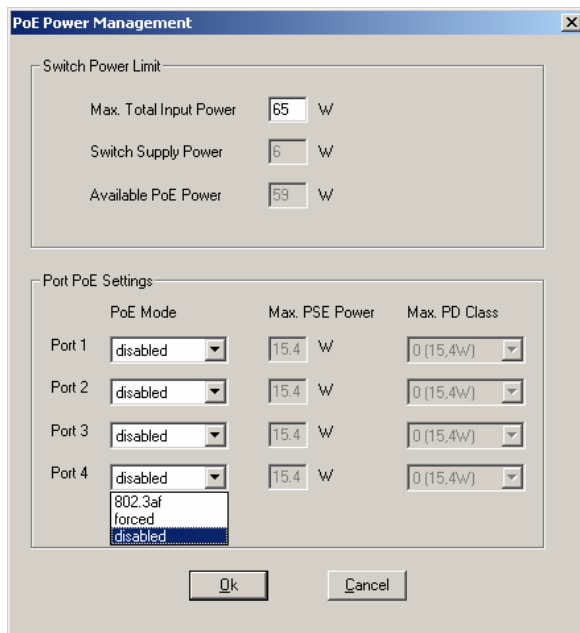 PoE Power Management
Switch Power Limit
Max. Total Input Power 65 W
Switch Supply Power 6 W
Available PoE Power 59 W
Port PoE Settings
PoE Mode Max. PSE Power Max. PD Class
Port 1 disabled 15.4 W 0 (15,4W)
Port 2 disabled 15.4 W 0 (15,4W)
Port 3 disabled 15.4 W 0 (15,4W)
Port 4 disabled 15.4 W 0 (15,4W)
802.3af
forced
disabled
Ok Cancel